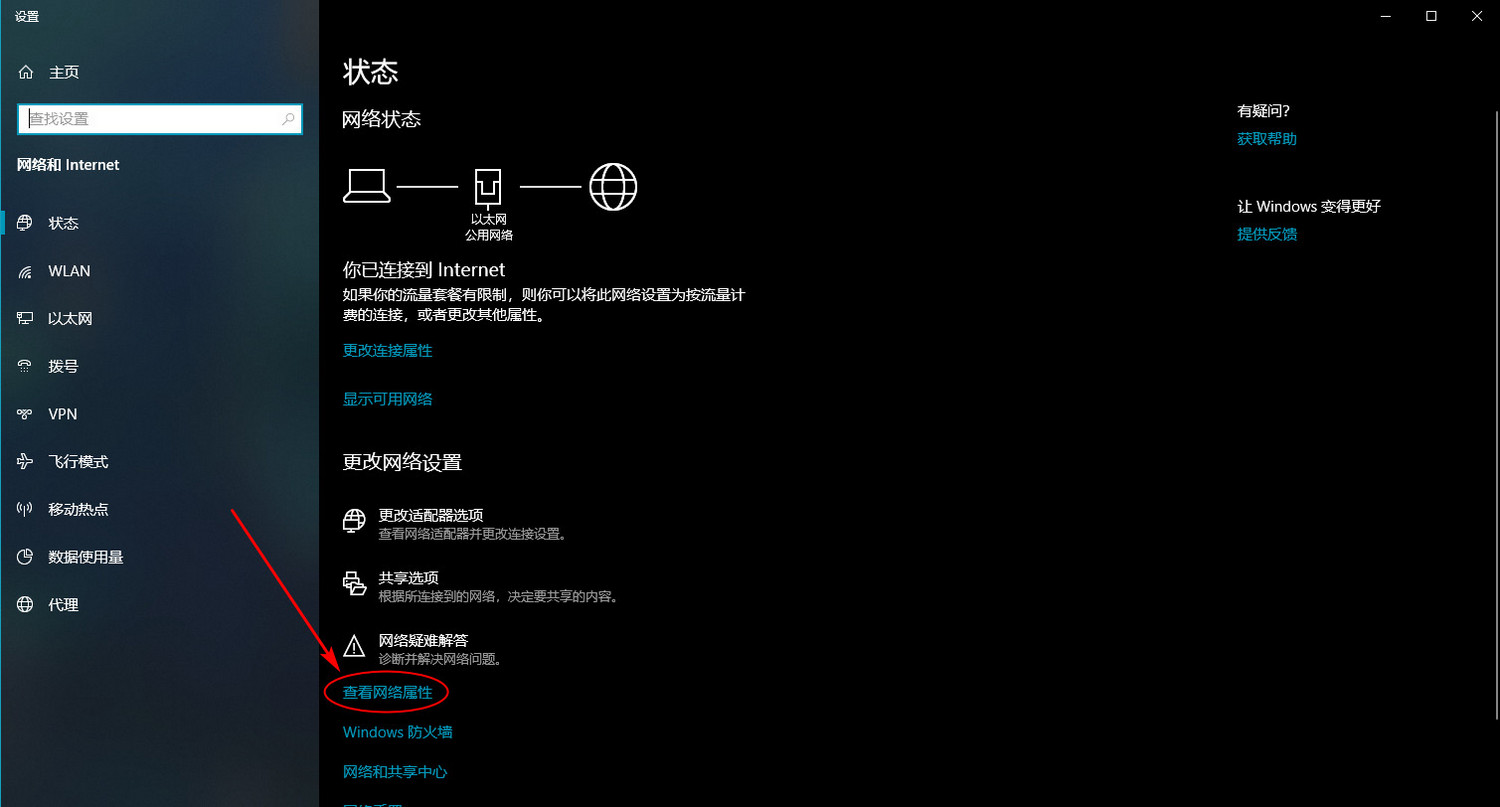 设置
主页
查找设置
网络和 Internet
状态
WLAN
以太网
拨号
VPN
飞行模式
移动热点
数据使用量
代理
状态
网络状态
以太网
公用网络
你已连接到 Internet
如果你的流量套餐有限制，则你可以将此网络设置为按流量计
费的连接，或者更改其他属性。
更改连接属性
显示可用网络
更改网络设置
更改适配器选项
查看网络适配器并更改连接设置。
共享选项
根据所连接到的网络，决定要共享的内容。
网络疑难解答
诊断并解决网络问题。
查看网络属性
Windows 防火墙
网络和共享中心
有疑问?
获取帮助
让 Windows 变得更好
提供反馈